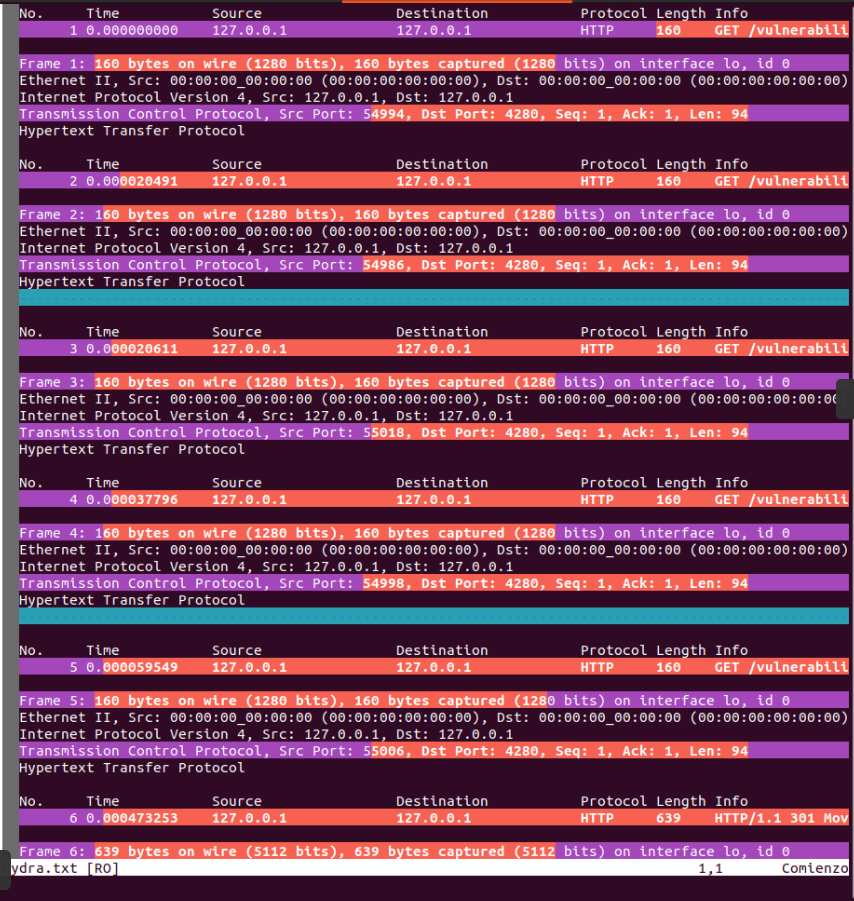 No.     Time           Source                Destination           Protocol Length Info
      1 0.000000000    127.0.0.1             127.0.0.1             HTTP     160    GET /vulnerabili
Frame 1: 160 bytes on wire (1280 bits), 160 bytes captured (1280 bits) on interface lo, id 0
Ethernet II, Src: 00:00:00_00:00:00 (00:00:00:00:00:00), Dst: 00:00:00_00:00:00 (00:00:00:00:00:00)
Internet Protocol Version 4, Src: 127.0.0.1, Dst: 127.0.0.1
Transmission Control Protocol, Src Port: 54994, Dst Port: 4280, Seq: 1, Ack: 1, Len: 94
Hypertext Transfer Protocol
No.     Time           Source                Destination           Protocol Length Info
      2 0.000020491    127.0.0.1             127.0.0.1             HTTP     160    GET /vulnerabili
Frame 2: 160 bytes on wire (1280 bits), 160 bytes captured (1280 bits) on interface lo, id 0
Ethernet II, Src: 00:00:00_00:00:00 (00:00:00:00:00:00), Dst: 00:00:00_00:00:00 (00:00:00:00:00:00)
Internet Protocol Version 4, Src: 127.0.0.1, Dst: 127.0.0.1
Transmission Control Protocol, Src Port: 54986, Dst Port: 4280, Seq: 1, Ack: 1, Len: 94
Hypertext Transfer Protocol
No.     Time           Source                Destination           Protocol Length Info
      3 0.000020611    127.0.0.1             127.0.0.1             HTTP     160    GET /vulnerabili
Frame 3: 160 bytes on wire (1280 bits), 160 bytes captured (1280 bits) on interface lo, id 0
Ethernet II, Src: 00:00:00_00:00:00 (00:00:00:00:00:00), Dst: 00:00:00_00:00:00 (00:00:00:00:00:00
Internet Protocol Version 4, Src: 127.0.0.1, Dst: 127.0.0.1
Transmission Control Protocol, Src Port: 55018, Dst Port: 4280, Seq: 1, Ack: 1, Len: 94
Hypertext Transfer Protocol
No.     Time           Source                Destination           Protocol Length Info
      4 0.000037796    127.0.0.1             127.0.0.1             HTTP     160    GET /vulnerabili
Frame 4: 160 bytes on wire (1280 bits), 160 bytes captured (1280 bits) on interface lo, id 0
Ethernet II, Src: 00:00:00_00:00:00 (00:00:00:00:00:00), Dst: 00:00:00_00:00:00 (00:00:00:00:00:00)
Internet Protocol Version 4, Src: 127.0.0.1, Dst: 127.0.0.1
Transmission Control Protocol, Src Port: 54998, Dst Port: 4280, Seq: 1, Ack: 1, Len: 94
Hypertext Transfer Protocol
No.     Time           Source                Destination           Protocol Length Info
      5 0.000059549    127.0.0.1             127.0.0.1             HTTP     160    GET /vulnerabili
Frame 5: 160 bytes on wire (1280 bits), 160 bytes captured (1280 bits) on interface lo, id 0
Ethernet II, Src: 00:00:00_00:00:00 (00:00:00:00:00:00), Dst: 00:00:00_00:00:00 (00:00:00:00:00:00)
Internet Protocol Version 4, Src: 127.0.0.1, Dst: 127.0.0.1
Transmission Control Protocol, Src Port: 55006, Dst Port: 4280, Seq: 1, Ack: 1, Len: 94
Hypertext Transfer Protocol
No.     Time           Source                Destination           Protocol Length Info
      6 0.000473253    127.0.0.1             127.0.0.1             HTTP     639    HTTP/1.1 301 Mov
Frame 6: 639 bytes on wire (5112 bits), 639 bytes captured (5112 bits) on interface lo, id 0
ydra.txt [RO]                                                                    1,1       Comienzo